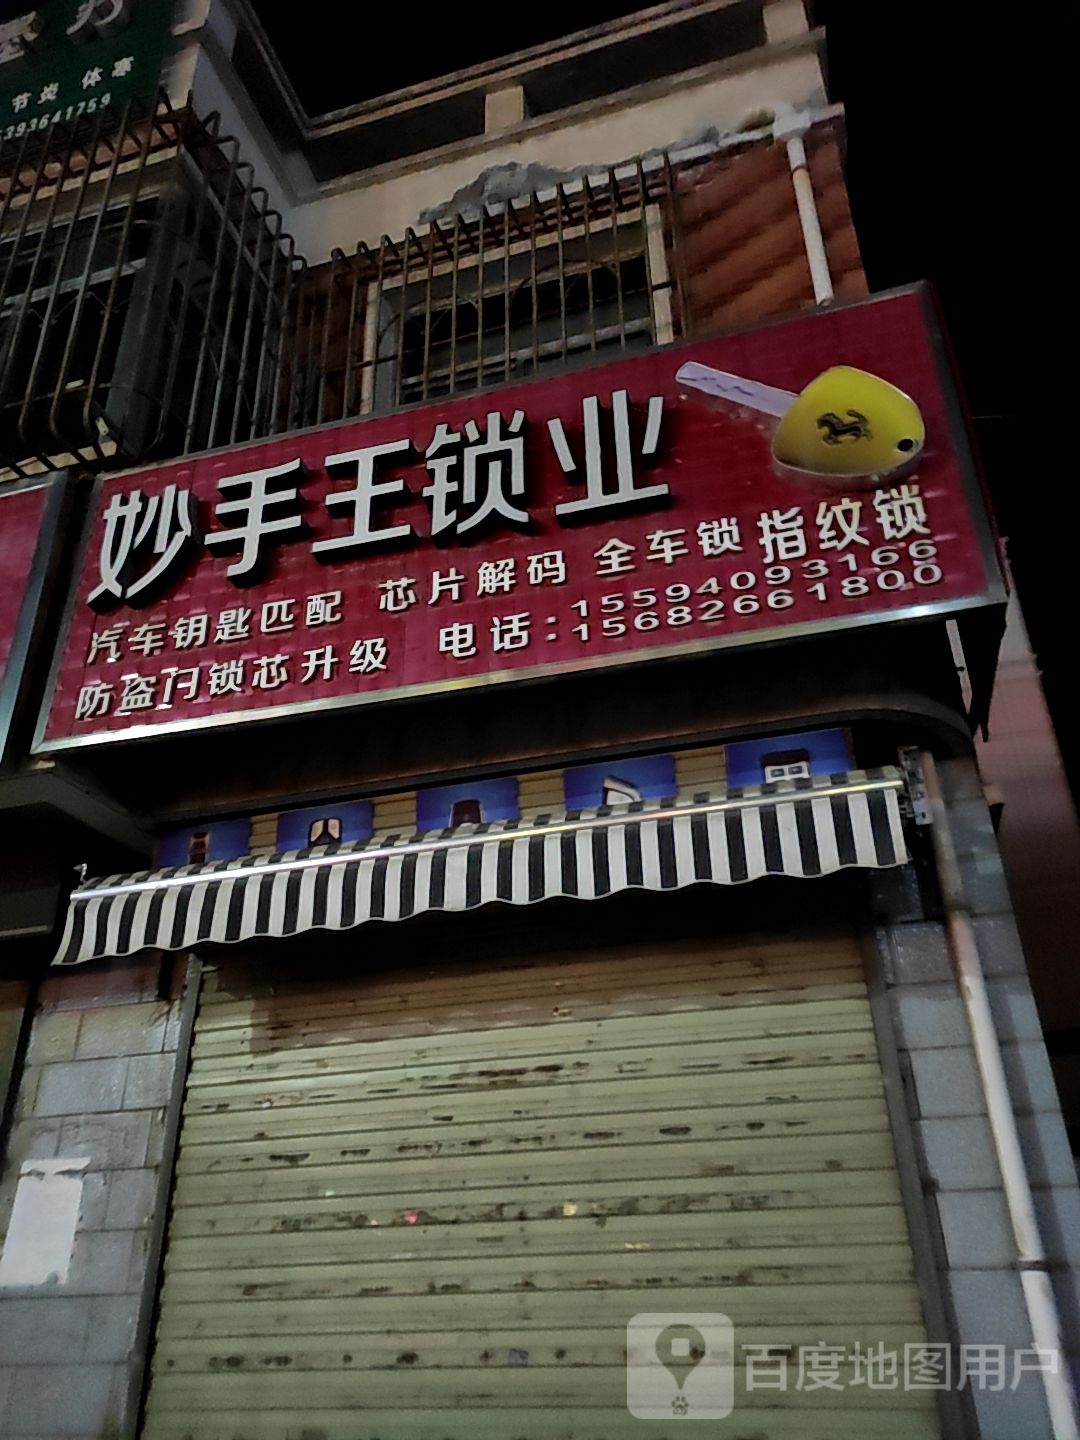 节炎 体寒
5393641759
妙手王锁业
汽车钥匙匹配 芯片解码 全车锁 指纹锁
防盗门锁芯升级 电话:15594093166
15682661800
百度地图用户